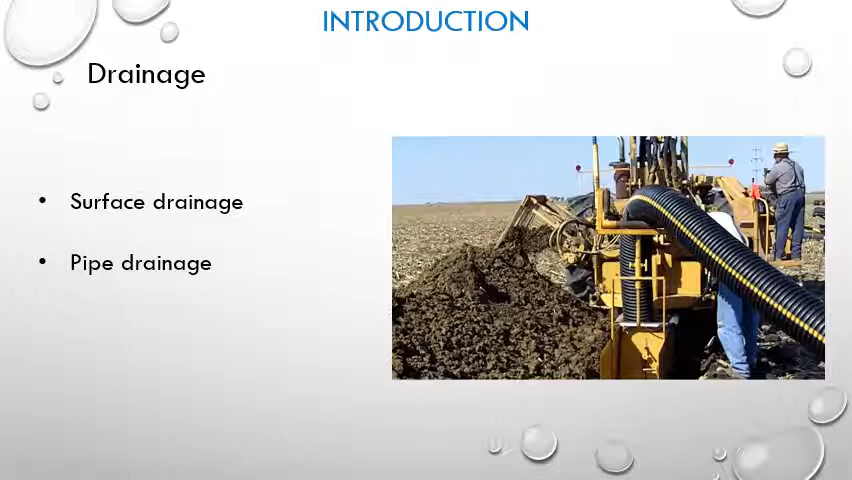 INTRODUCTION
Drainage
• Surface drainage
• Pipe drainage